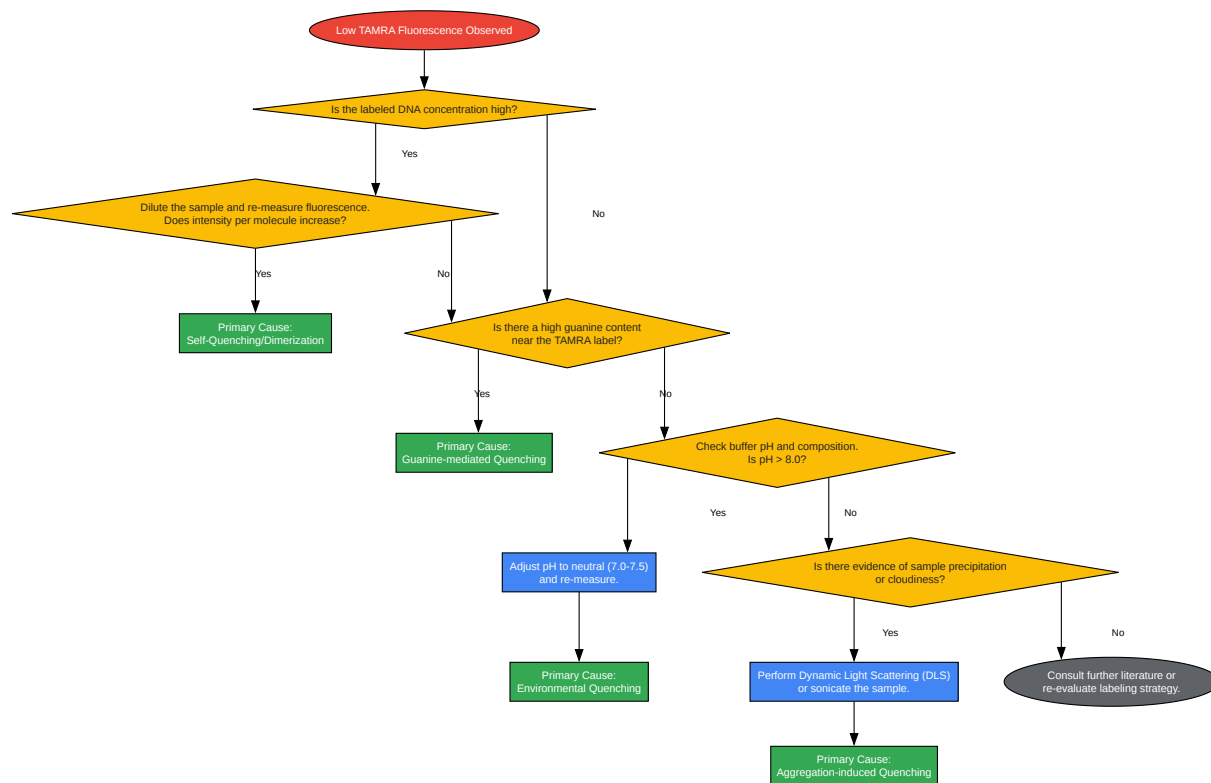 Low TAMRA Fluorescence Observed
Is the labeled DNA concentration high?
Yes
No
Dilute the sample and re-measure fluorescence.
Does intensity per molecule increase?
Yes
No
Primary Cause:
Self-Quenching/Dimerization
Is there a high guanine content
near the TAMRA label?
Yes
No
Primary Cause:
Guanine-mediated Quenching
Check buffer pH and composition.
Is pH > 8.0?
Yes
No
Adjust pH to neutral (7.0-7.5)
and re-measure.
Is there evidence of sample precipitation
or cloudiness?
Yes
No
Primary Cause:
Environmental Quenching
Perform Dynamic Light Scattering (DLS)
or sonicate the sample.
Consult further literature or
re-evaluate labeling strategy.
Primary Cause:
Aggregation-induced Quenching